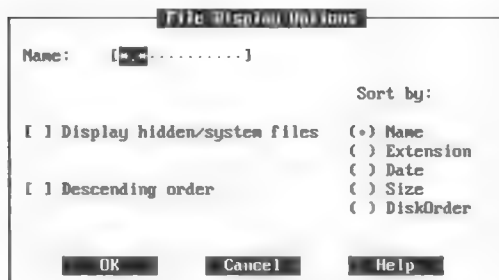 File Display Options
Name: [*.*..........]
Sort by:
[ ] Display hidden/system files
(•) Name
( ) Extension
( ) Date
[ ] Descending order
( ) Size
( ) DiskOrder
OK Cancel Help